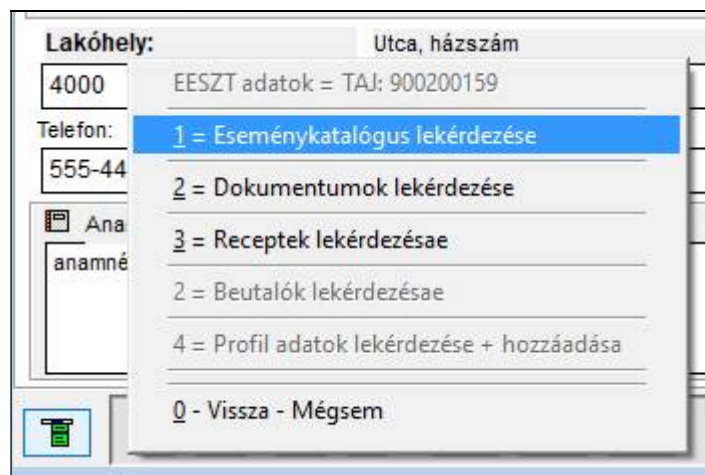 Lakóhely:
Utca, házszám
4000
EESZT adatok = TAJ: 900200159
Telefon:
1 = Eseménykatalógus lekérdezése
555-44
2 = Dokumentumok lekérdezése
Ana
3 = Receptek lekérdezésae
anamné
2 = Beutalók lekérdezésae
4 = Profil adatok lekérdezése + hozzáadása
0 - Vissza - Mégsem